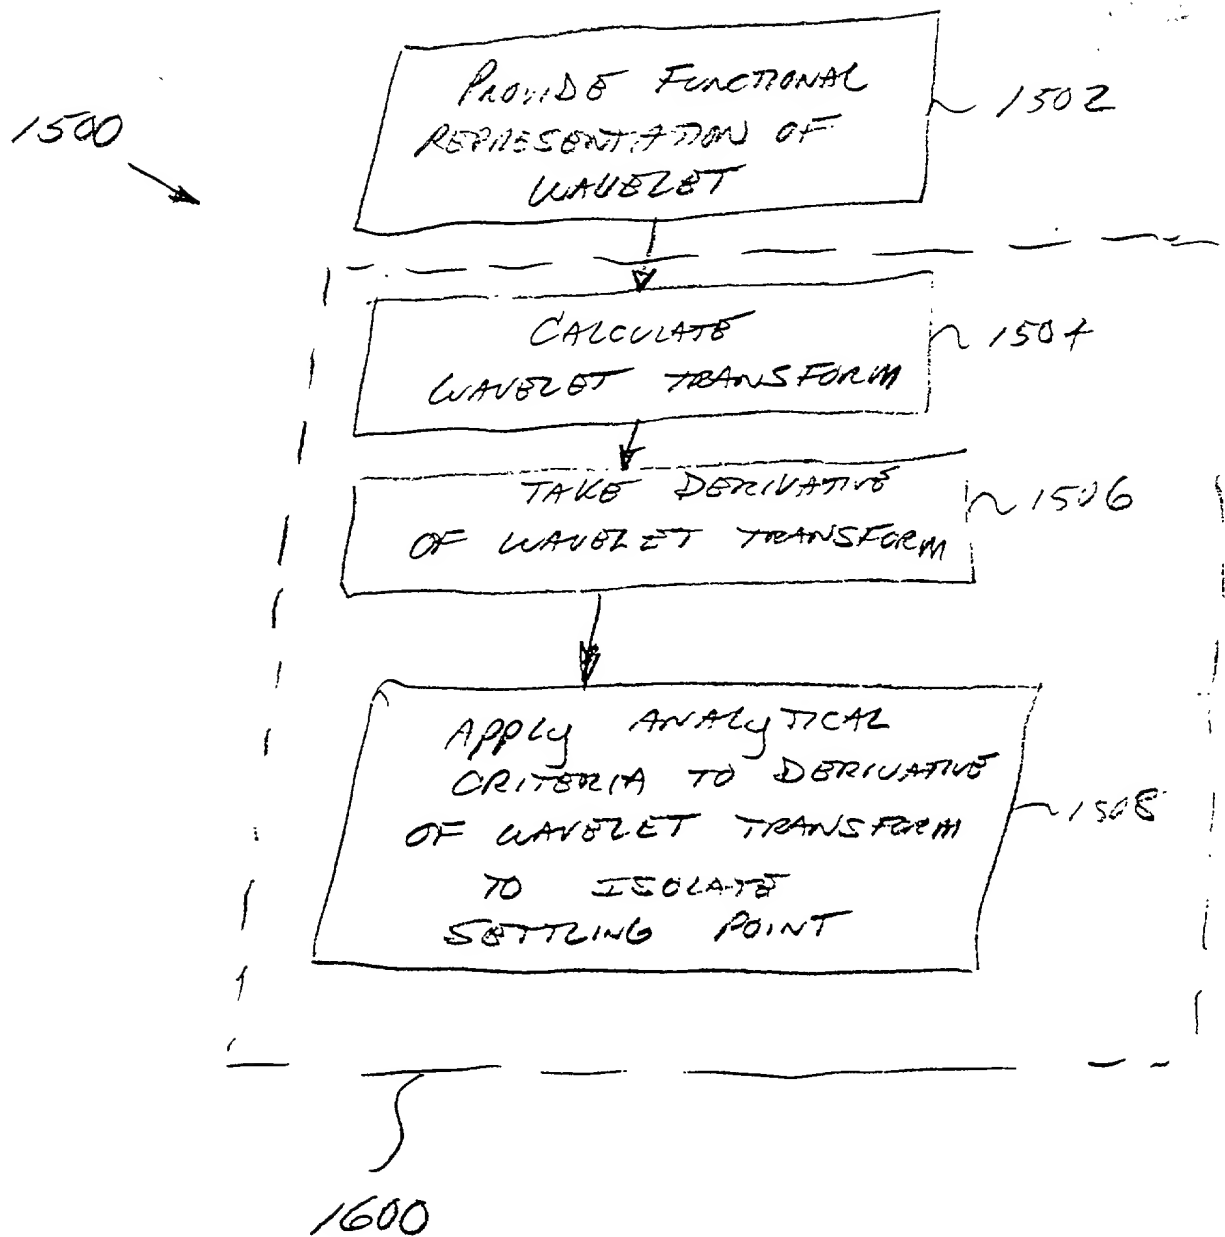 1500
PROVIDE FUNCTIONAL
REPRESENTATION OF
WAVELET
1502
CALCULATE
WAVELET TRANSFORM
1504
TAKE DERIVATIVE
OF WAVELET TRANSFORM
1506
APPLY ANALYTICAL
CRITERIA TO DERIVATIVE
OF WAVELET TRANSFORM
TO ISOLATE
SETTLING POINT
1508
1600